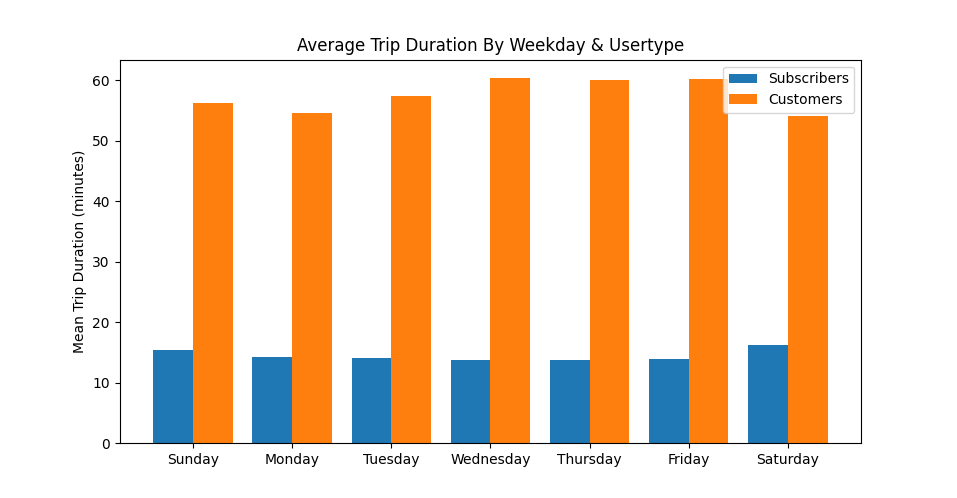 Average Trip Duration By Weekday & Usertype
Subscribers
Customers
Mean Trip Duration (minutes)
60
50
40
30
20
10
0
Sunday Monday Tuesday Wednesday Thursday Friday Saturday